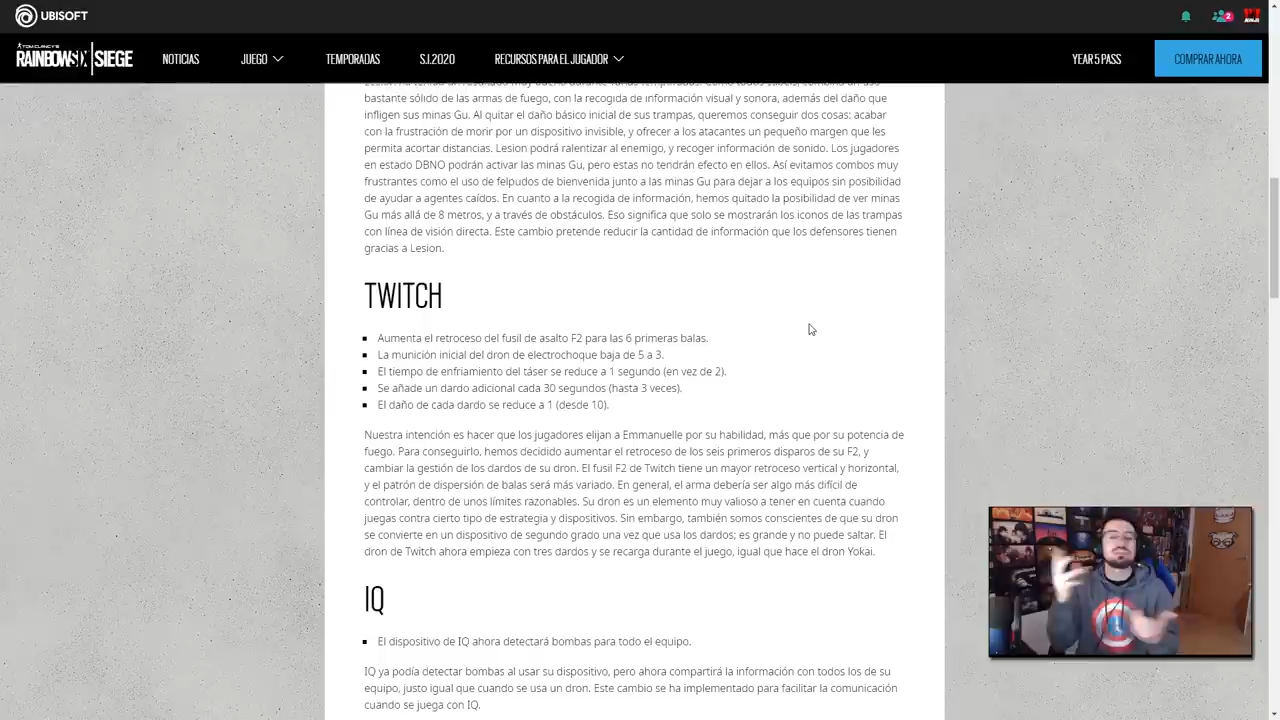 UBISOFT
2
TOM CLANCY'S
RAINBOWSIX SIEGE
NOTICIAS
JUEGO
TEMPORADAS
S.I.2020
RECURSOS PARA EL JUGADOR
YEAR 5 PASS
COMPRAR AHORA
bastante sólido de las armas de fuego, con la recogida de información visual y sonora, además del daño que
infligen sus minas Gu. Al quitar el daño básico inicial de sus trampas, queremos conseguir dos cosas: acabar
con la frustración de morir por un dispositivo invisible, y ofrecer a los atacantes un pequeño margen que les
permita acortar distancias. Lesion podrá ralentizar al enemigo, y recoger información de sonido. Los jugadores
en estado DBNO podrán activar las minas Gu, pero estas no tendrán efecto en ellos. Así evitamos combos muy
frustrantes como el uso de felpudos de bienvenida junto a las minas Gu para dejar a los equipos sin posibilidad
de ayudar a agentes caídos. En cuanto a la recogida de información, hemos quitado la posibilidad de ver minas
Gu más allá de 8 metros, y a través de obstáculos. Eso significa que solo se mostrarán los iconos de las trampas
con línea de visión directa. Este cambio pretende reducir la cantidad de información que los defensores tienen
gracias a Lesion.
TWITCH
Aumenta el retroceso del fusil de asalto F2 para las 6 primeras balas.
La munición inicial del dron de electrochoque baja de 5 a 3.
El tiempo de enfriamiento del táser se reduce a 1 segundo (en vez de 2).
Se añade un dardo adicional cada 30 segundos (hasta 3 veces).
El daño de cada dardo se reduce a 1 (desde 10).
Nuestra intención es hacer que los jugadores elijan a Emmanuelle por su habilidad, más que por su potencia de
fuego. Para conseguirlo, hemos decidido aumentar el retroceso de los seis primeros disparos de su F2, y
cambiar la gestión de los dardos de su dron. El fusil F2 de Twitch tiene un mayor retroceso vertical y horizontal,
y el patrón de dispersión de balas será más variado. En general, el arma debería ser algo más difícil de
controlar, dentro de unos límites razonables. Su dron es un elemento muy valioso a tener en cuenta cuando
juegas contra cierto tipo de estrategia y dispositivos. Sin embargo, también somos conscientes de que su dron
se convierte en un dispositivo de segundo grado una vez que usa los dardos; es grande y no puede saltar. El
dron de Twitch ahora empieza con tres dardos y se recarga durante el juego, igual que hace el dron Yokai.
IQ
El dispositivo de IQ ahora detectará bombas para todo el equipo.
IQ ya podía detectar bombas al usar su dispositivo, pero ahora compartirá la información con todos los de su
equipo, justo igual que cuando se usa un dron. Este cambio se ha implementado para facilitar la comunicación
cuando se juega con IQ.